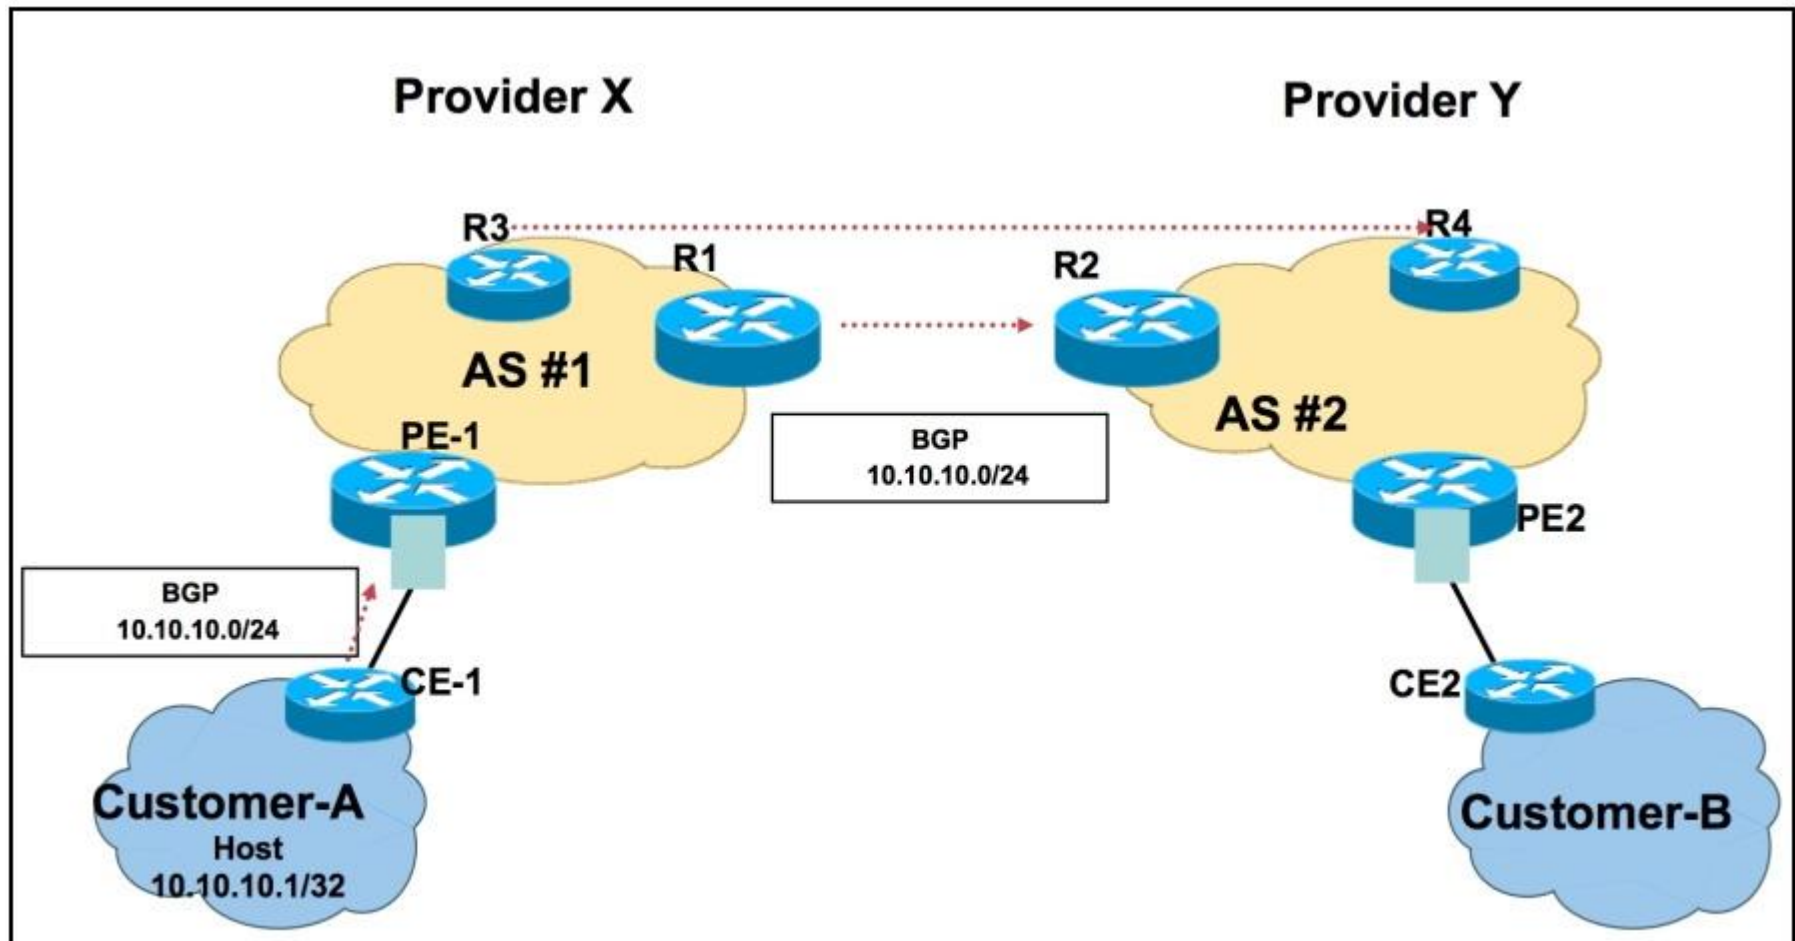 Provider X
Provider Y
R3
R4
R1
R2
AS #1
AS #2
PE-1
BGP
10.10.10.0/24
PE2
BGP
10.10.10.0/24
CE-1
CE2
Customer-A
Host
10.10.10.1/32
Customer-B